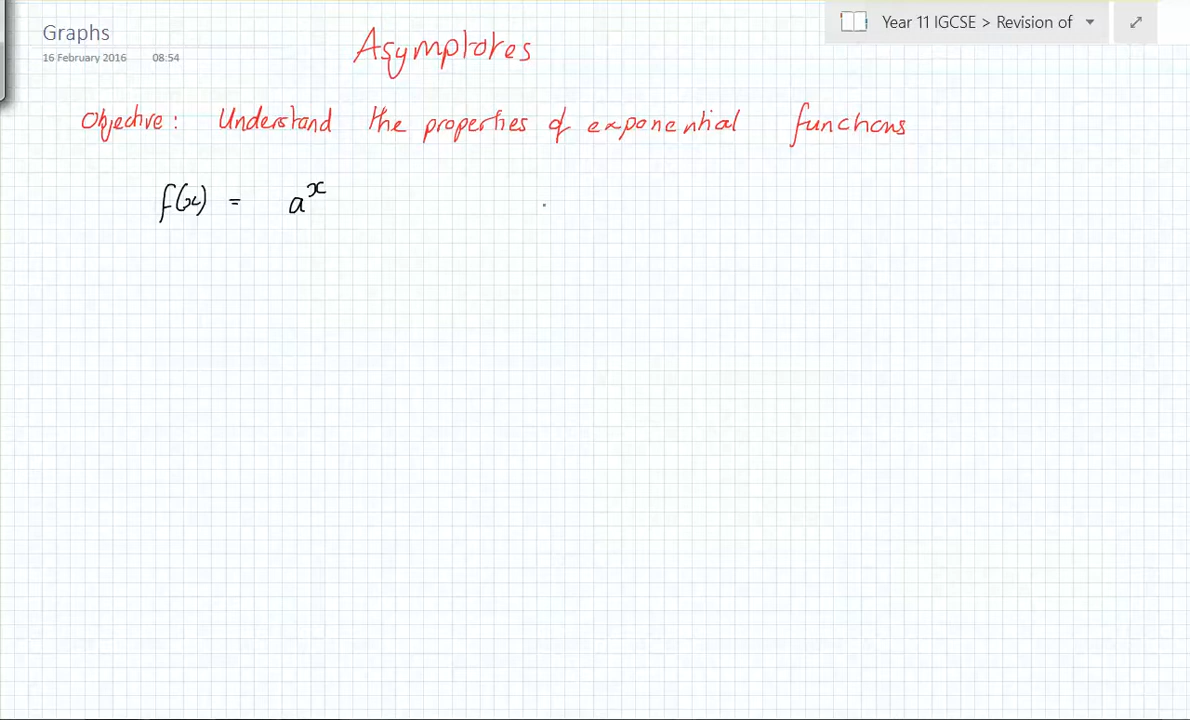 Graphs
16 February 2016 08:54
Year 11 IGCSE > Revision of
Asymptotes
Objective: Understand the properties of exponential functions
f(x) = a^x